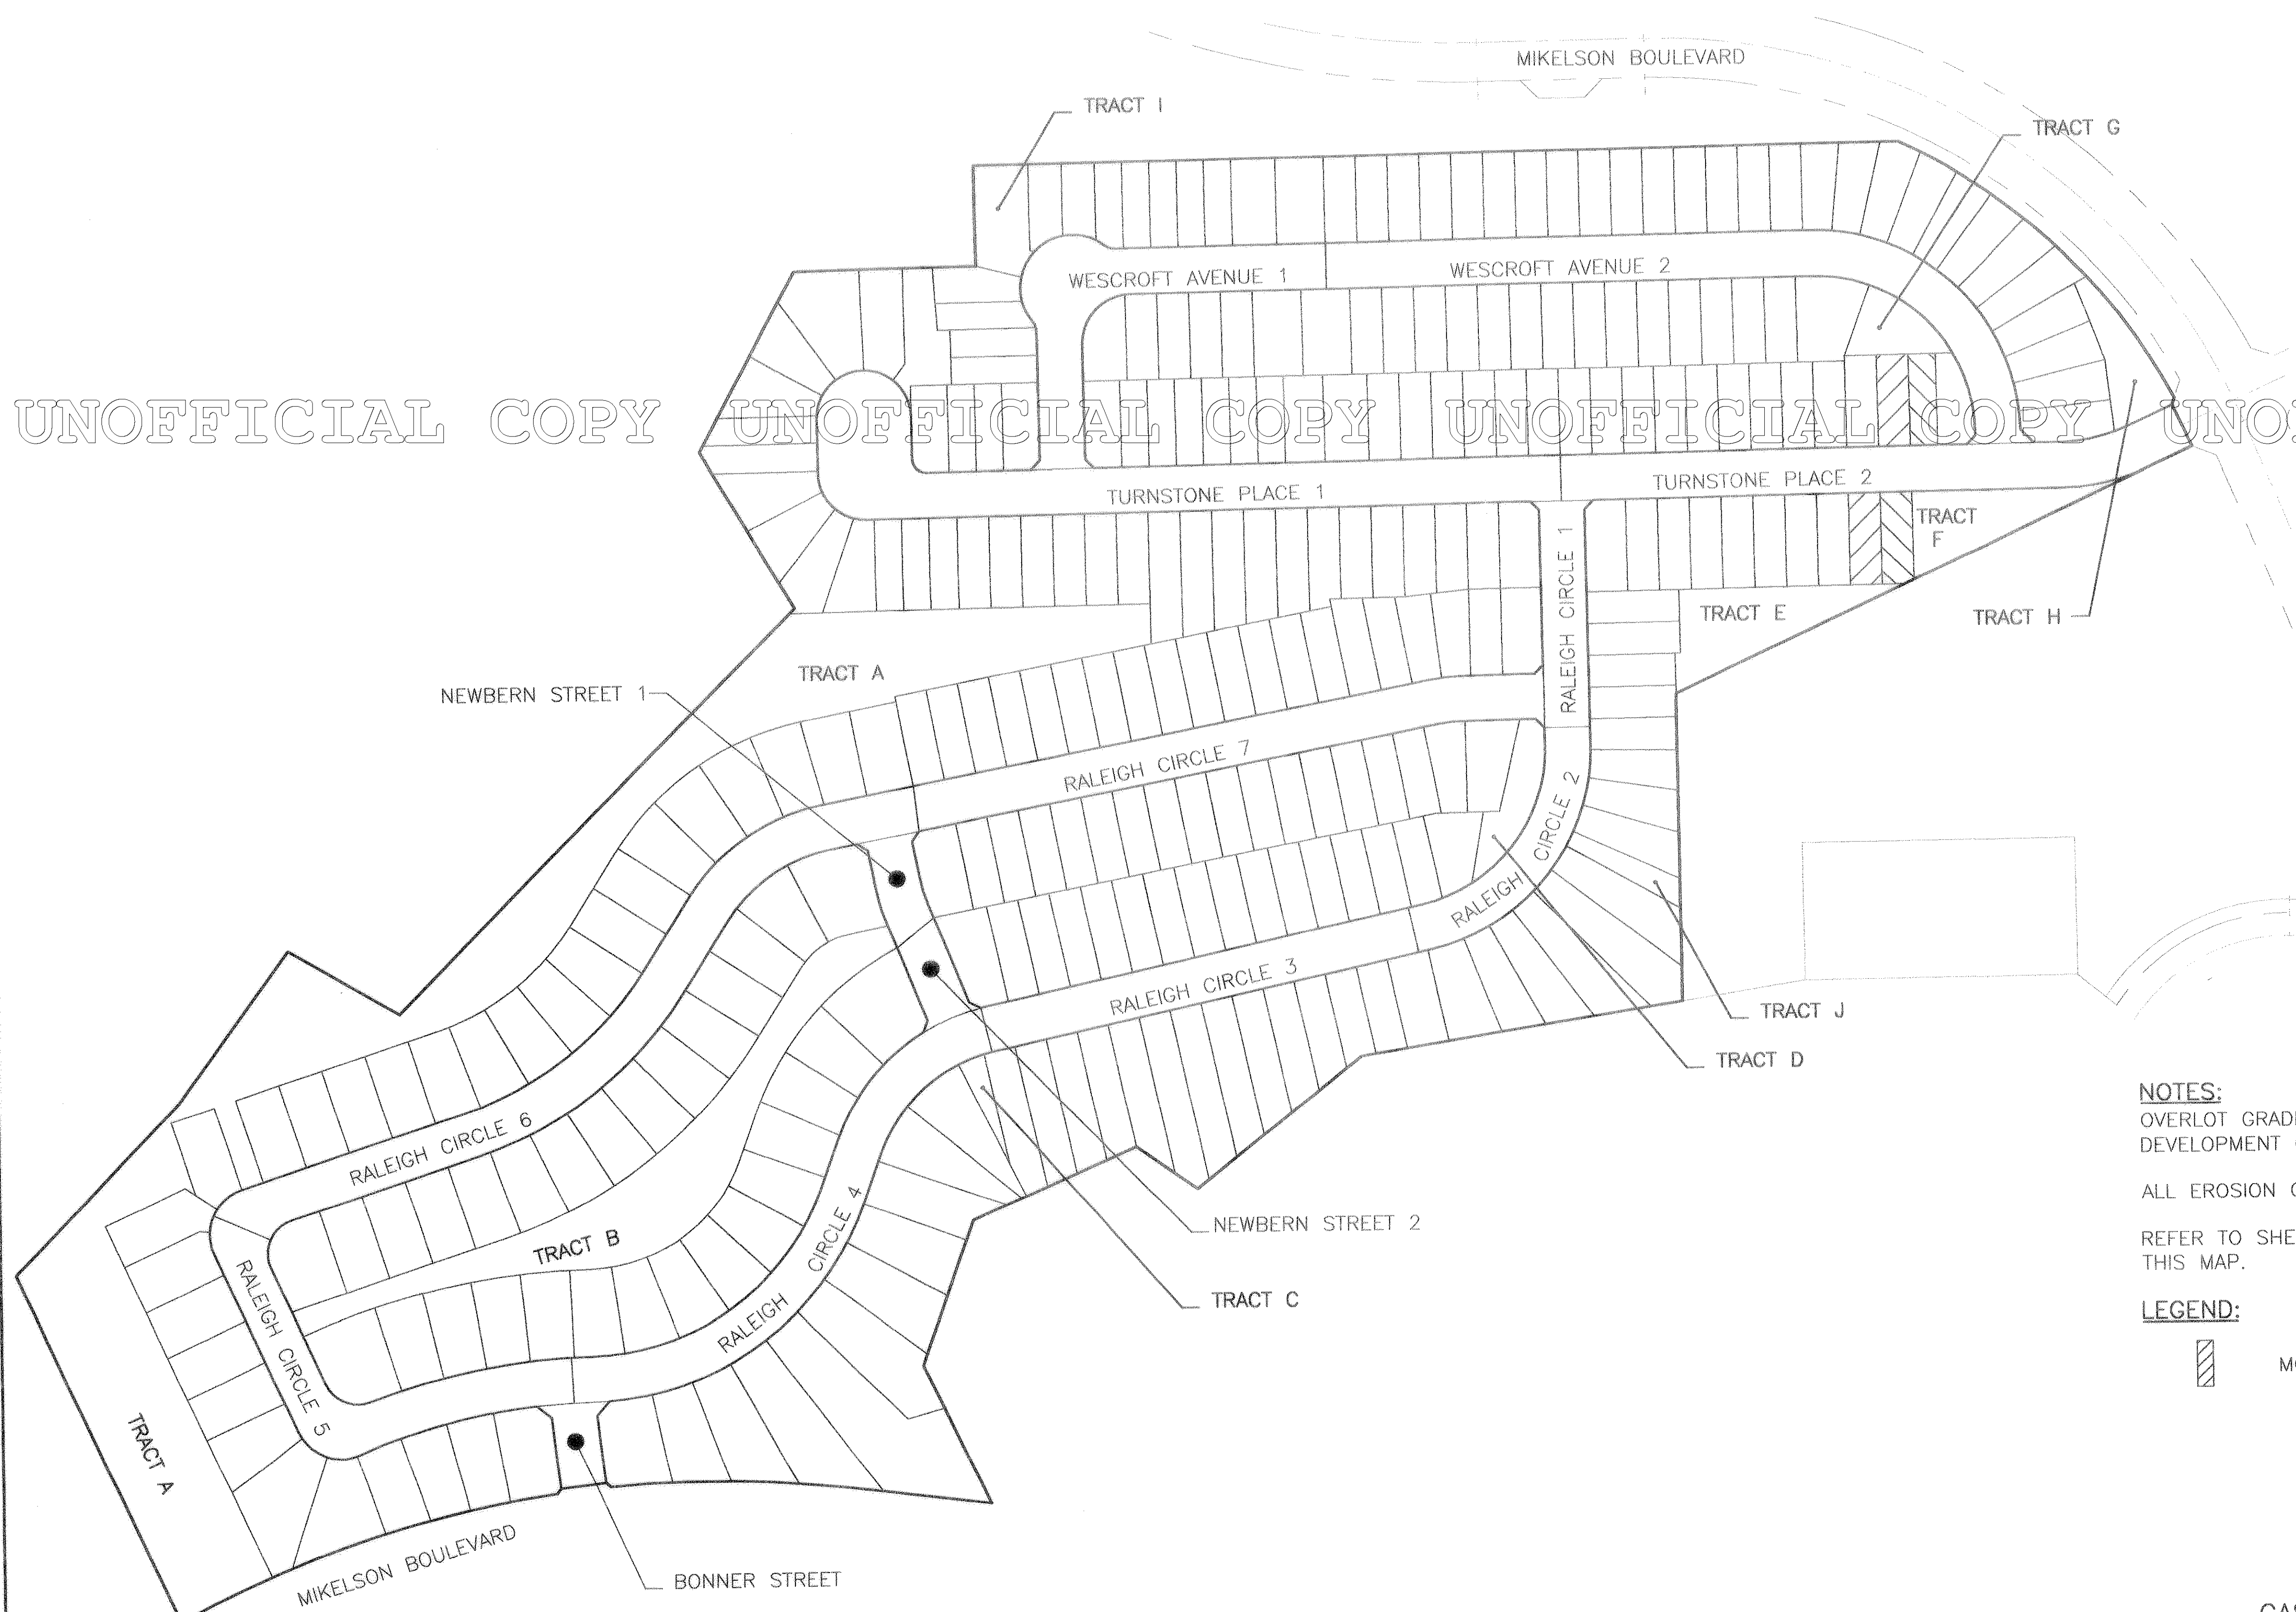 MIKELSON BOULEVARD
TRACT I
TRACT G
WESCROFT AVENUE 1
WESCROFT AVENUE 2
UNOFFICIAL COPY UNOFFICIAL COPY UNOFFICIAL COPY
TURNSTONE PLACE 1
TURNSTONE PLACE 2
TRACT
F
RALEIGH CIRCLE 1
TRACT E
TRACT H
TRACT A
NEWBERN STREET 1
RALEIGH CIRCLE 7
RALEIGH CIRCLE 2
RALEIGH CIRCLE 3
TRACT J
TRACT D
NOTES:
OVERLOT
DEVELOPMENT
ALL EROSION
REFER TO
THIS MAP.
LEGEND:
RALEIGH CIRCLE 6
NEWBERN STREET 2
RALEIGH CIRCLE 4
TRACT B
TRACT C
RALEIGH CIRCLE 5
TRACT A
MIKELSON BOULEVARD
BONNER STREET